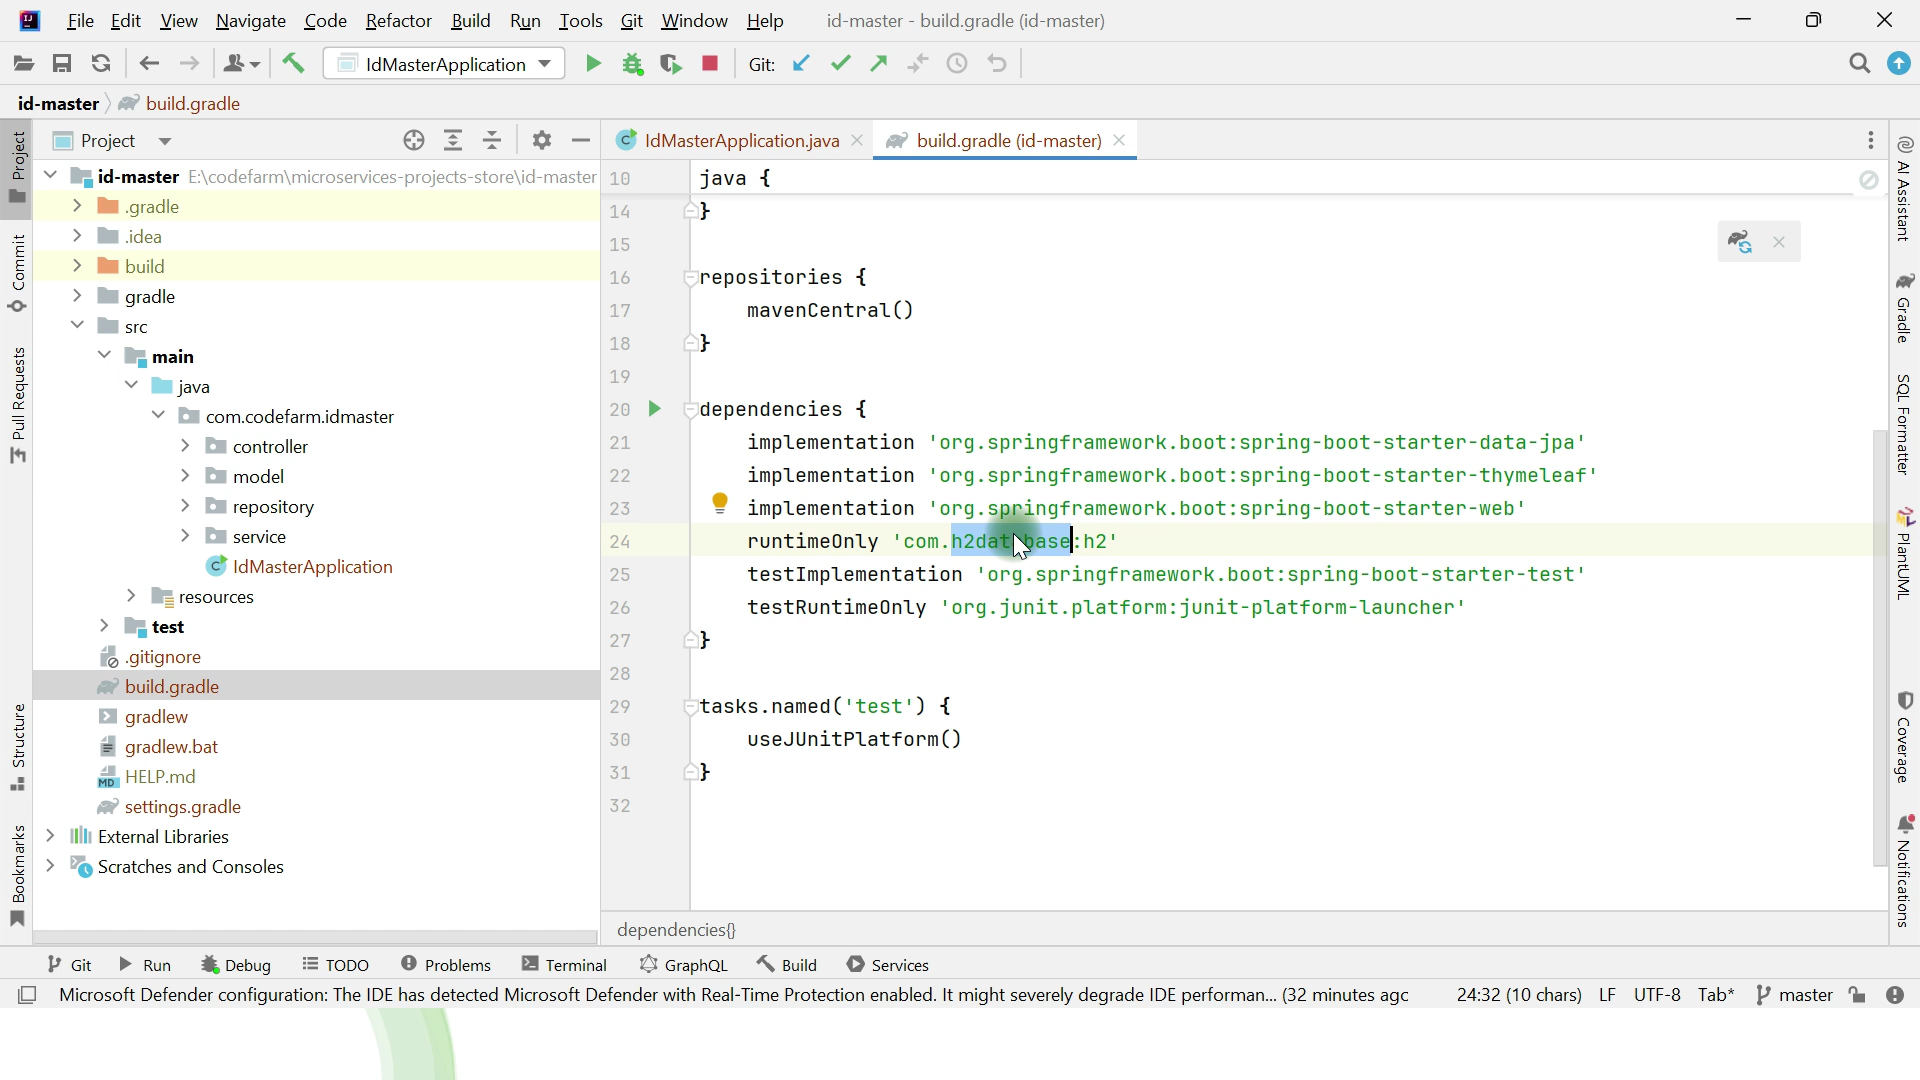 File Edit View Navigate Code Refactor Build Run Tools Git Window Help id-master - build.gradle (id-master)
IdMasterApplication Git:
id-master build.gradle
Project
IdMasterApplication.java build.gradle (id-master)
id-master E:\codefarm\microservices-projects-store\id-master
.gradle
.idea
build
gradle
src
main
java
com.codefarm.idmaster
controller
model
repository
service
IdMasterApplication
resources
test
.gitignore
build.gradle
gradlew
gradlew.bat
HELP.md
settings.gradle
External Libraries
Scratches and Consoles
Project
Commit
Pull Requests
Structure
Bookmarks
10 java {
14 }
15
16 repositories {
17 mavenCentral()
18 }
19
20 dependencies {
21 implementation 'org.springframework.boot:spring-boot-starter-data-jpa'
22 implementation 'org.springframework.boot:spring-boot-starter-thymeleaf'
23 implementation 'org.springframework.boot:spring-boot-starter-web'
24 runtimeOnly 'com.h2database:h2'
25 testImplementation 'org.springframework.boot:spring-boot-starter-test'
26 testRuntimeOnly 'org.junit.platform:junit-platform-launcher'
27 }
28
29 tasks.named('test') {
30 useJUnitPlatform()
31 }
32
dependencies{}
AI Assistant
Gradle
SQL Formatter
PlantUML
Coverage
Notifications
Git Run Debug TODO Problems Terminal GraphQL Build Services
Microsoft Defender configuration: The IDE has detected Microsoft Defender with Real-Time Protection enabled. It might severely degrade IDE performan... (32 minutes agc 24:32 (10 chars) LF UTF-8 Tab* master